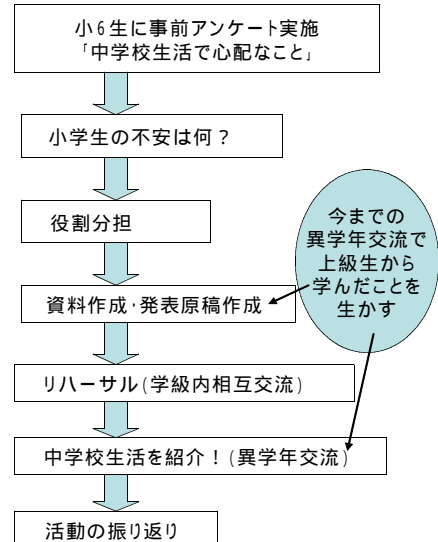 小6生に事前アンケート実施
「中学校生活で心配なこと」
小学生の不安は何？
役割分担
今までの
異学年交流で
上級生から
学んだことを
生かす
資料作成・発表原稿作成
リハーサル(学級内相互交流)
中学校生活を紹介！(異学年交流)
活動の振り返り